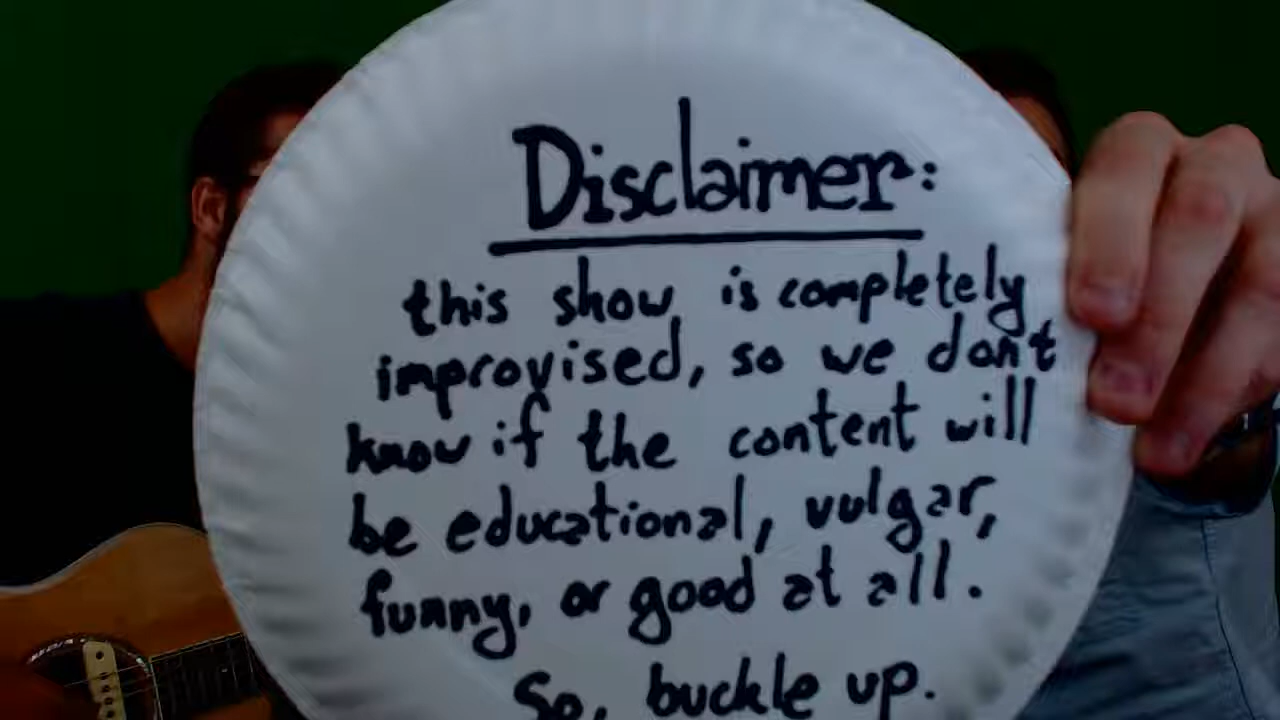 Disclaimer:
this show is completely
improvised, so we don't
know if the content will
be educational, vulgar,
funny, or good at all.
So, buckle up.